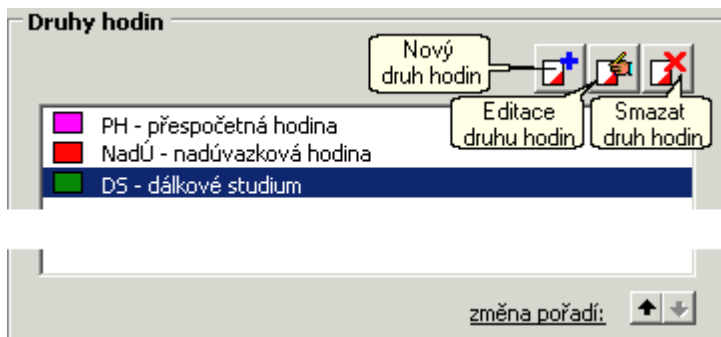 Druhy hodin
Nový
druh hodin
Editace
druhu hodin
Smazat
druh hodin
PH - přespočetná hodina
NadÚ - nadúvazková hodina
DS - dálkové studium
změna pořadí: